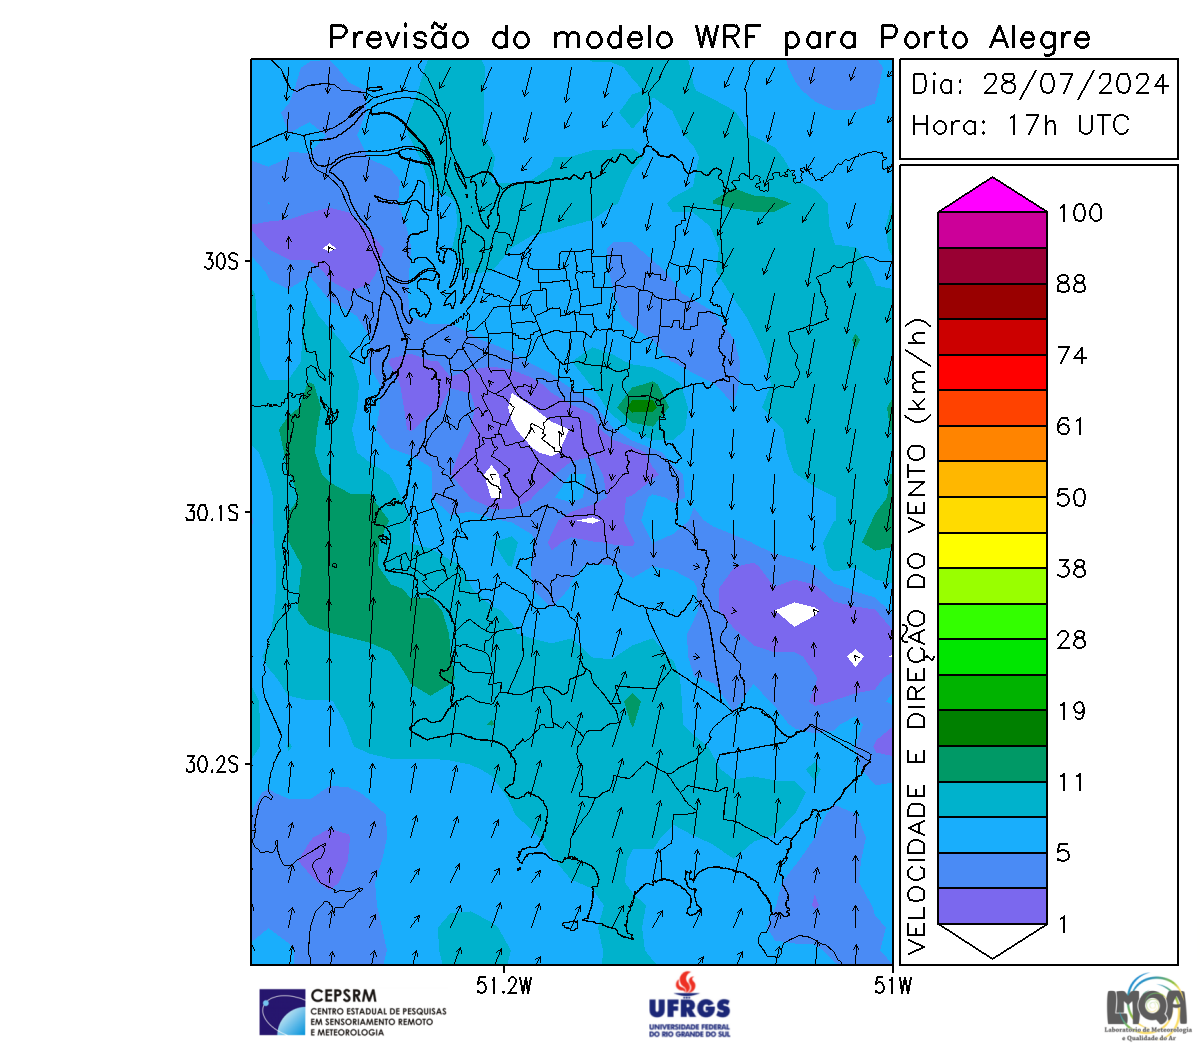 Previsão do modelo WRF para Porto Alegre
Dia: 28/07/2024
Hora: 17h UTC
30S
30.1S
30.2S
51.2W
51W
VELOCIDADE E DIREÇÃO DO VENTO (km/h)
100
88
74
61
50
38
28
19
11
5
1
CEPSRM
CENTRO ESTADUAL DE PESQUISAS
EM SENSORIAMENTO REMOTO
E METEOROLOGIA
UFRGS
UNIVERSIDADE FEDERAL
DO RIO GRANDE DO SUL
LMQA
Laboratório de Meteorologia
e Qualidade do Ar